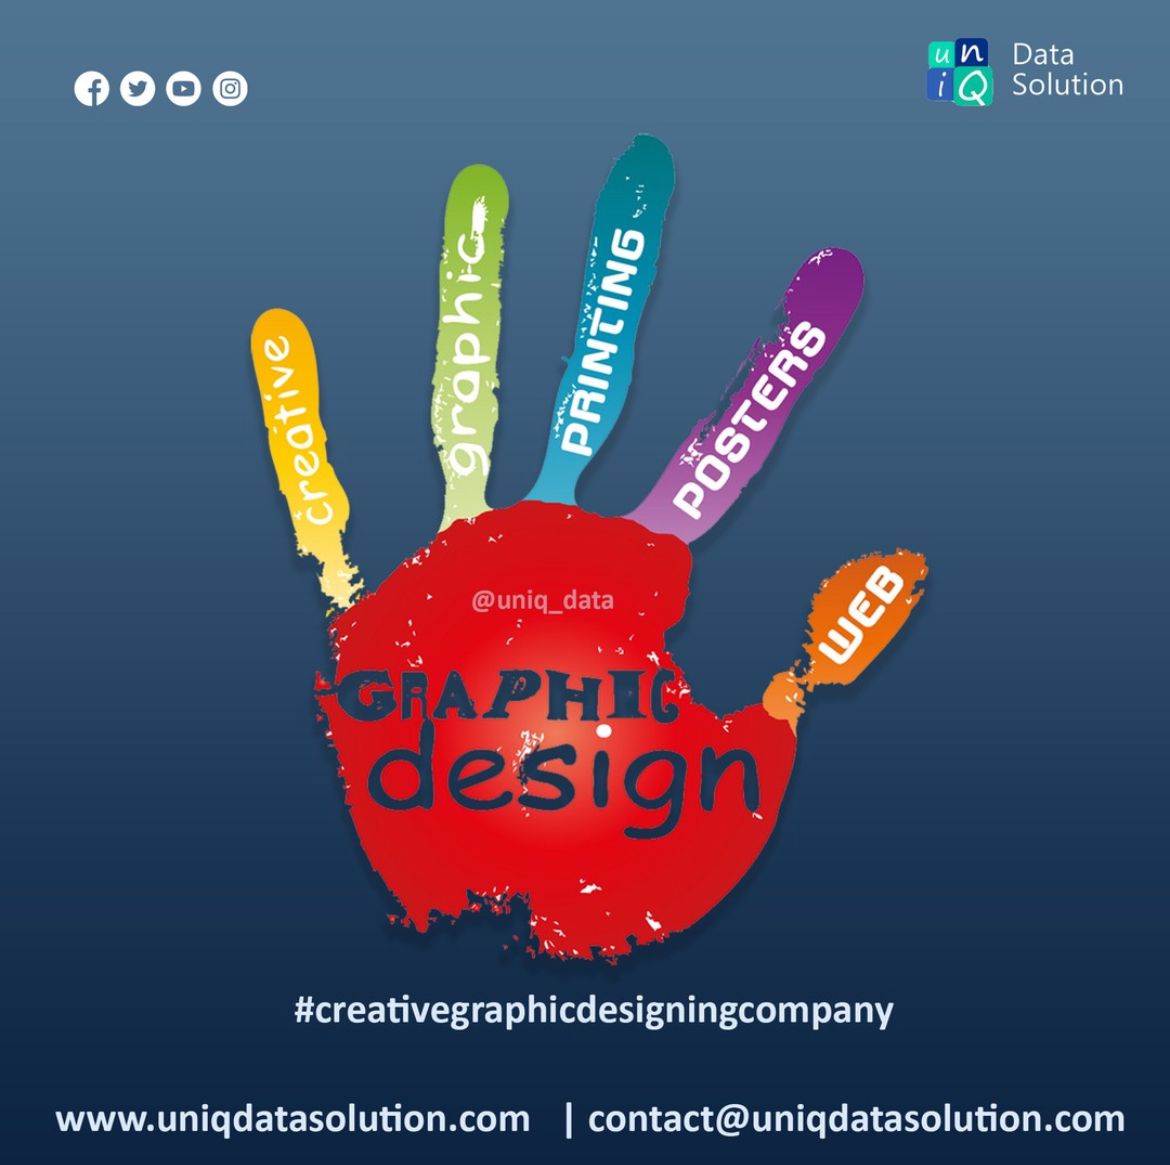 un
iQ
Data
Solution
creative
graphic
PRINTING
POSTERS
WEB
@uniq_data
GRAPHIC
design
#creativegraphicdesigningcompany
www.uniqdatasolution.com | contact@uniqdatasolution.com